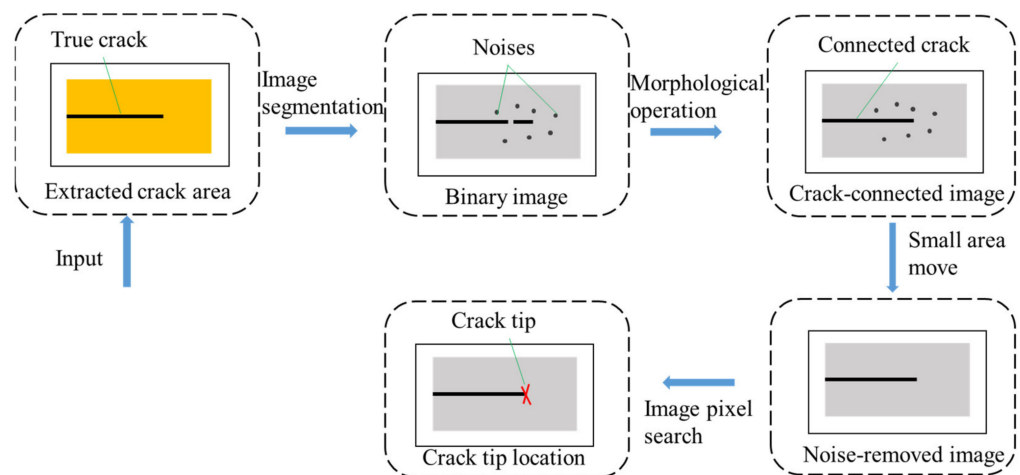 True crack
Extracted crack area
Input
Image
segmentation
Noises
Binary image
Morphological
operation
Connected crack
Crack-connected image
Small area
move
Noise-removed image
Image pixel
search
Crack tip
Crack tip location